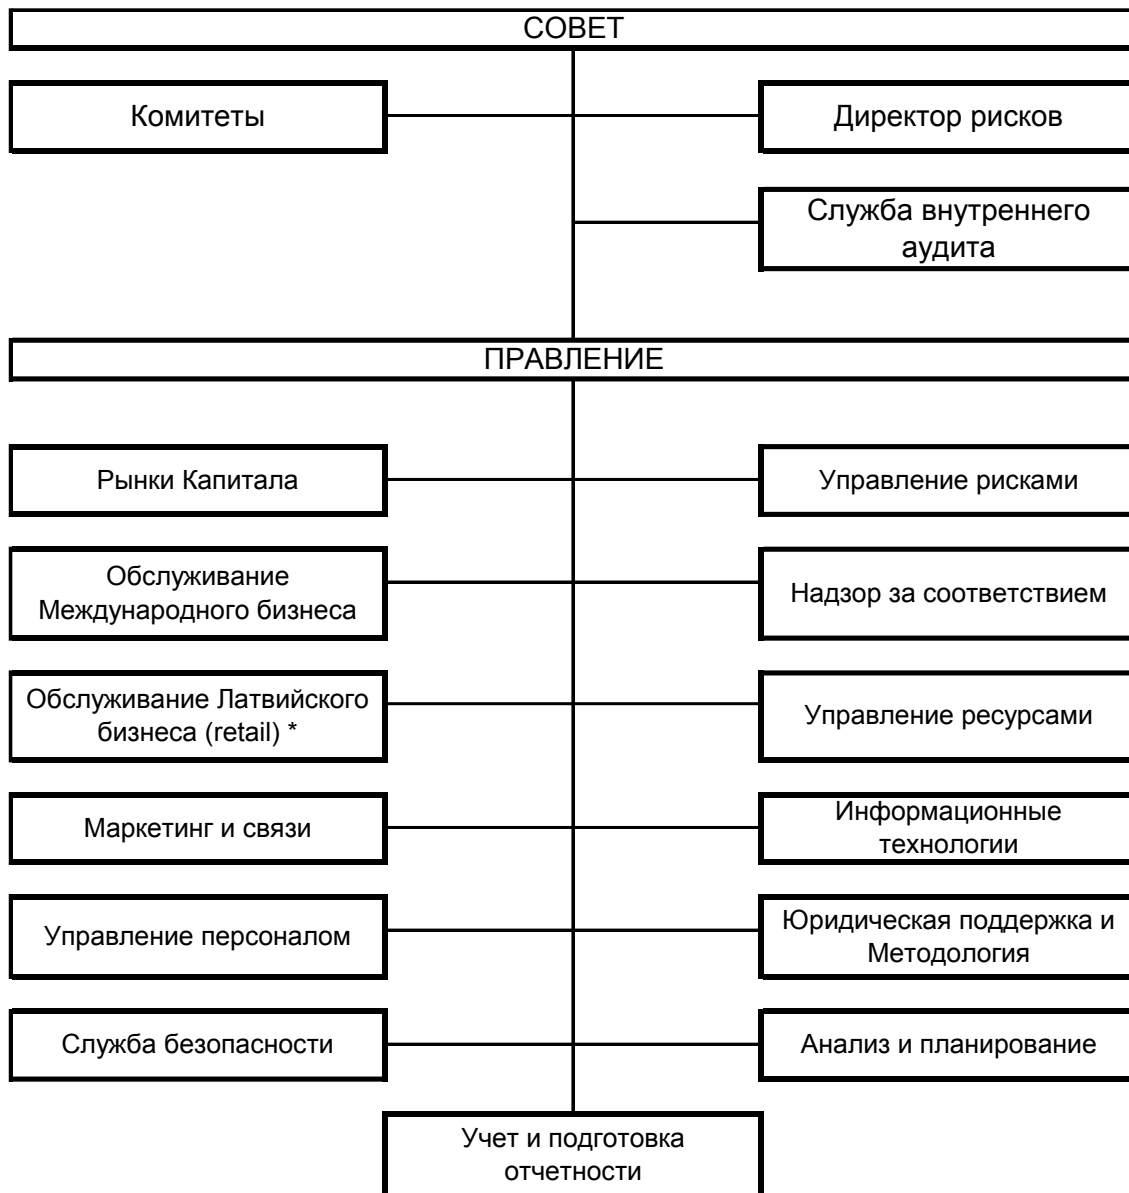 СОВЕТ
Комитеты
Директор рисков
Служба внутреннего
аудита
ПРАВЛЕНИЕ
Рынки Капитала
Управление рисками
Обслуживание
Международного бизнеса
Надзор за соответствием
Обслуживание Латвийского
бизнеса (retail) *
Управление ресурсами
Маркетинг и связи
Информационные
технологии
Управление персоналом
Юридическая поддержка и
Методология
Служба безопасности
Анализ и планирование
Учет и подготовка
отчетности